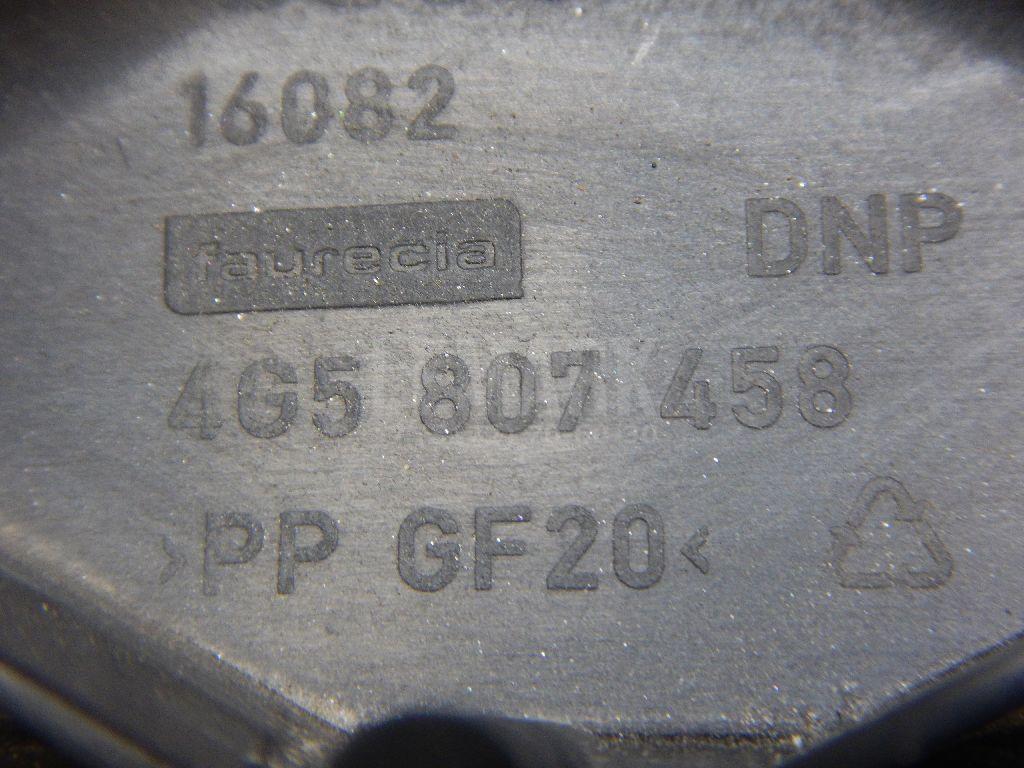 16082
faurecia
DNP
4G5 807 458
>PP GF20<